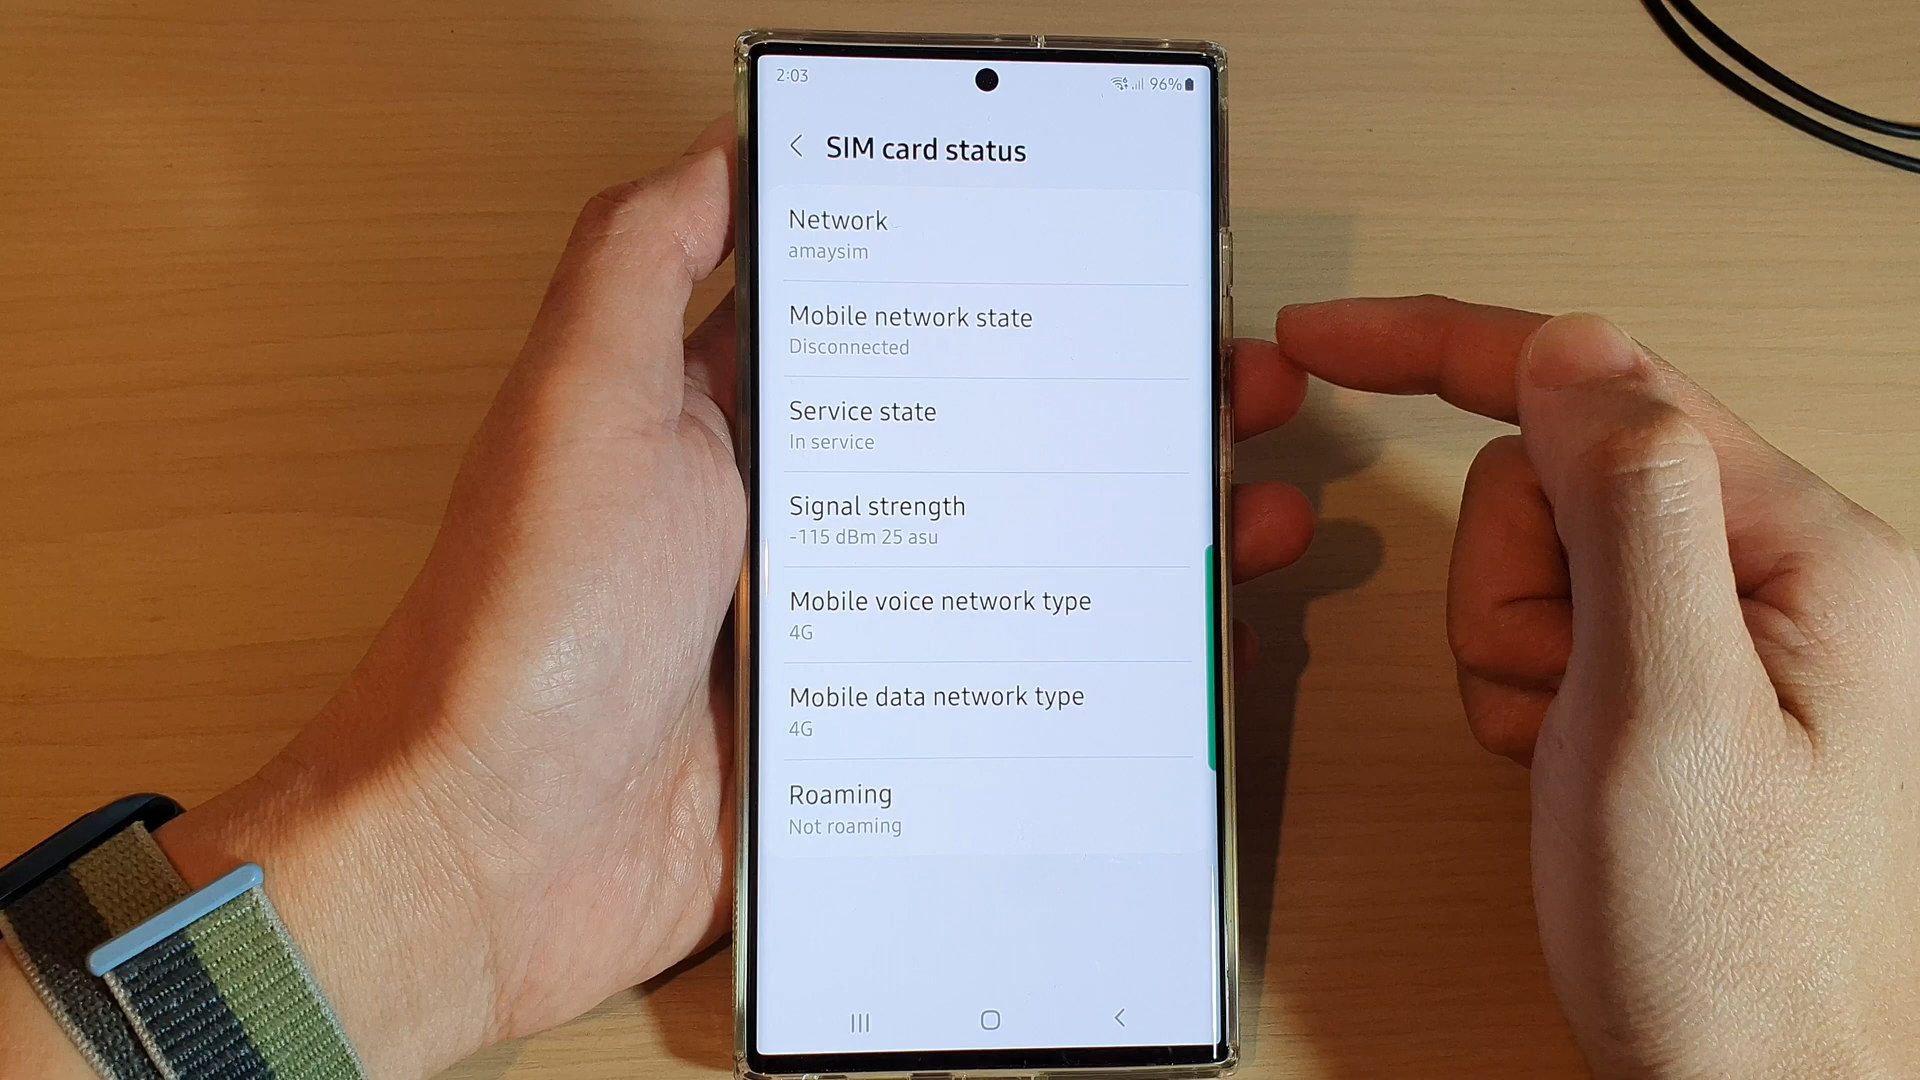 2:03
96%
SIM card status
Network
amaysim
Mobile network state
Disconnected
Service state
In service
Signal strength
-115 dBm 25 asu
Mobile voice network type
4G
Mobile data network type
4G
Roaming
Not roaming